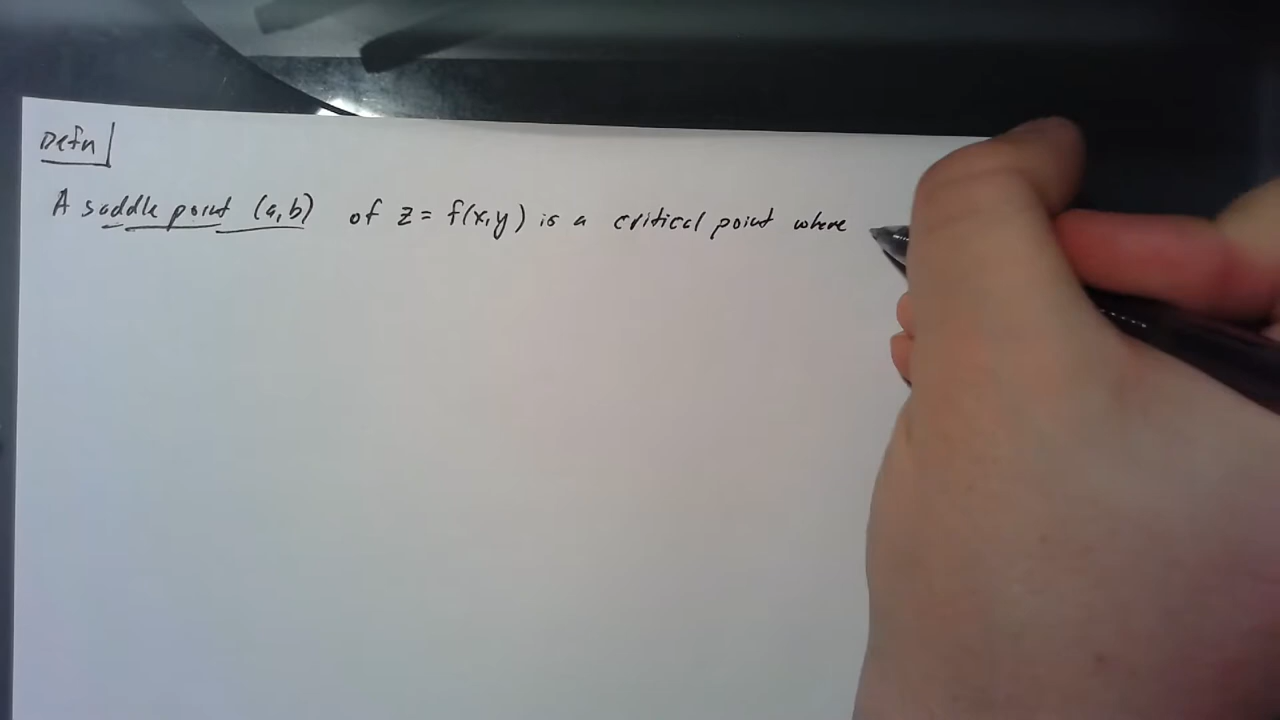 Defn
A saddle point (a,b) of z = f(x,y) is a critical point where